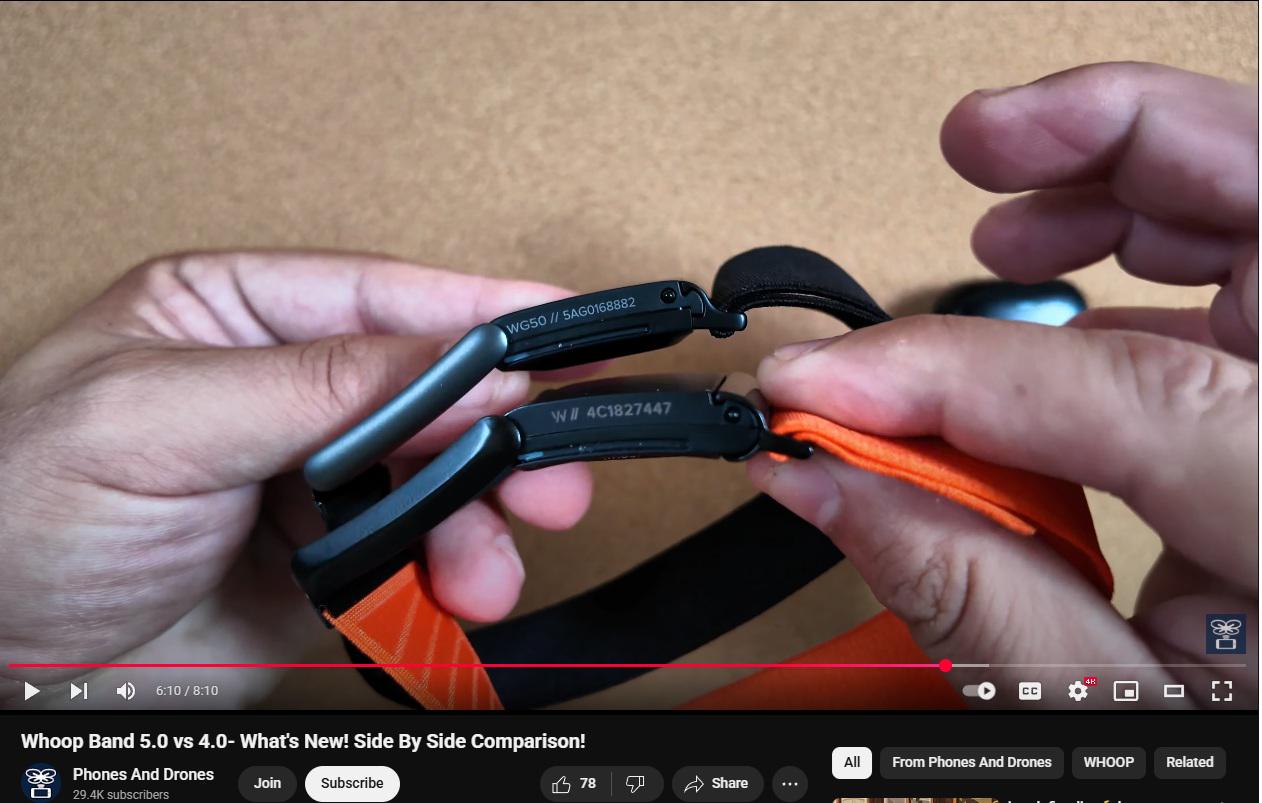 WG50 // 5AG0168882
W// 4C1827447
6:10 / 8:10
CC
4K
Whoop Band 5.0 vs 4.0- What's New! Side By Side Comparison!
All
From Phones And Drones
WHOOP
Related
Phones And Drones
29.4K subscribers
Join
Subscribe
78
Share